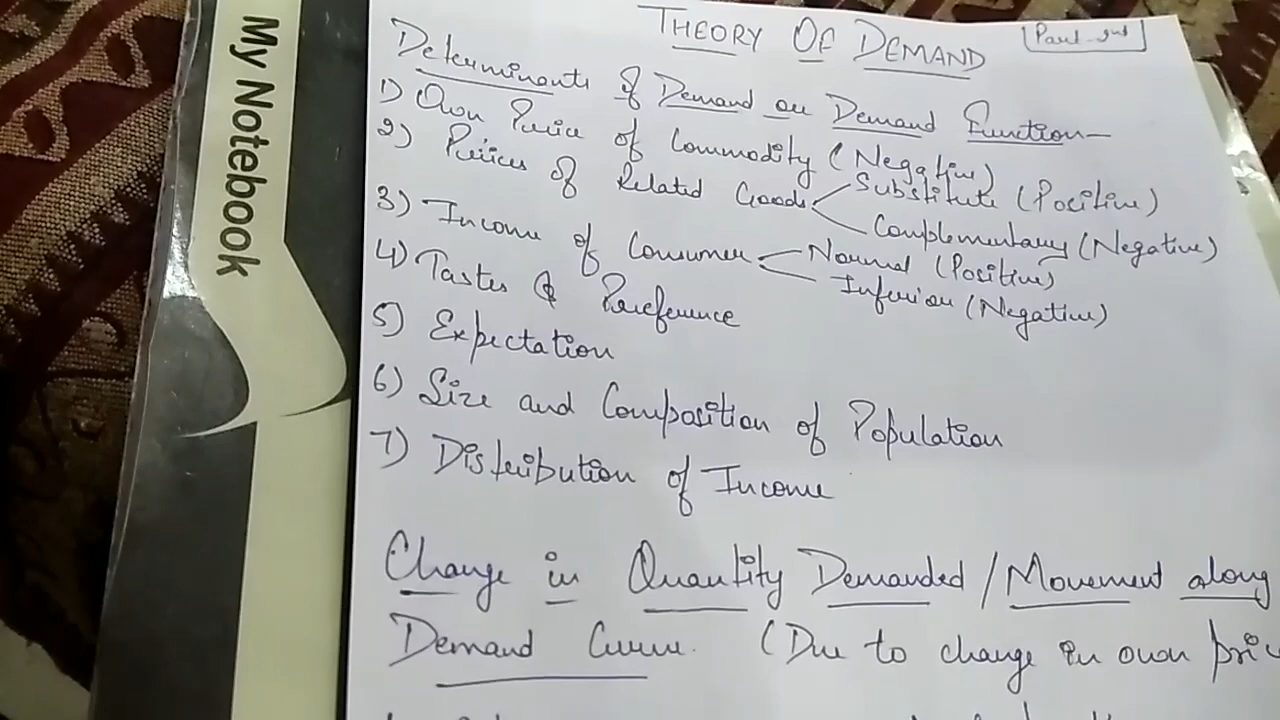 My Notebook
THEORY OF DEMAND
Determinants of Demand or Demand Function-
1) Own Price of Commodity (Negative)
2) Prices of Related Goods
Substitute (Positive)
Complementary (Negative)
3) Income of Consumer
Normal (Positive)
Inferior (Negative)
4) Tastes & Preference
5) Expectation
6) Size and Composition of Population
7) Distribution of Income
Change in Quantity Demanded / Movement along
Demand Curve. (Due to change in own